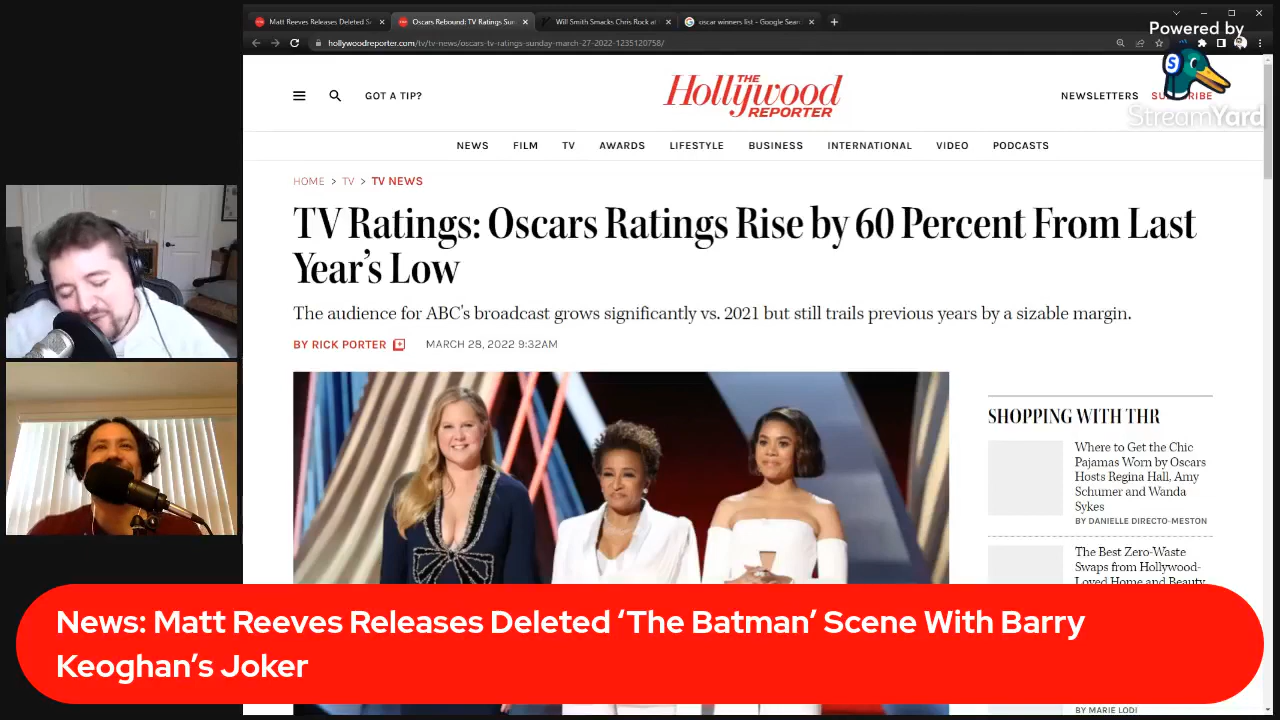 Matt Reeves Releases Deleted S
Oscars Rebound: TV Ratings Su
Will Smith Smacks Chris Rock at
oscar winners list - Google Sear
Powered by
hollywoodreporter.com/tv/tv-news/oscars-tv-ratings-sunday-march-27-2022-1235120758/
S
StreamYard
GOT A TIP?
THE
Hollywood
REPORTER
NEWSLETTERS
SUBSCRIBE
NEWS
FILM
TV
AWARDS
LIFESTYLE
BUSINESS
INTERNATIONAL
VIDEO
PODCASTS
HOME > TV > TV NEWS
TV Ratings: Oscars Ratings Rise by 60 Percent From Last
Year's Low
The audience for ABC's broadcast grows significantly vs. 2021 but still trails previous years by a sizable margin.
BY RICK PORTER
MARCH 28, 2022 9:32AM
SHOPPING WITH THR
Where to Get the Chic
Pajamas Worn by Oscars
Hosts Regina Hall, Amy
Schumer and Wanda
Sykes
BY DANIELLE DIRECTO-MESTON
The Best Zero-Waste
Swaps from Hollywood-
Loved Home and Beauty
News: Matt Reeves Releases Deleted ‘The Batman’ Scene With Barry
Keoghan’s Joker
BY MARIE LODI